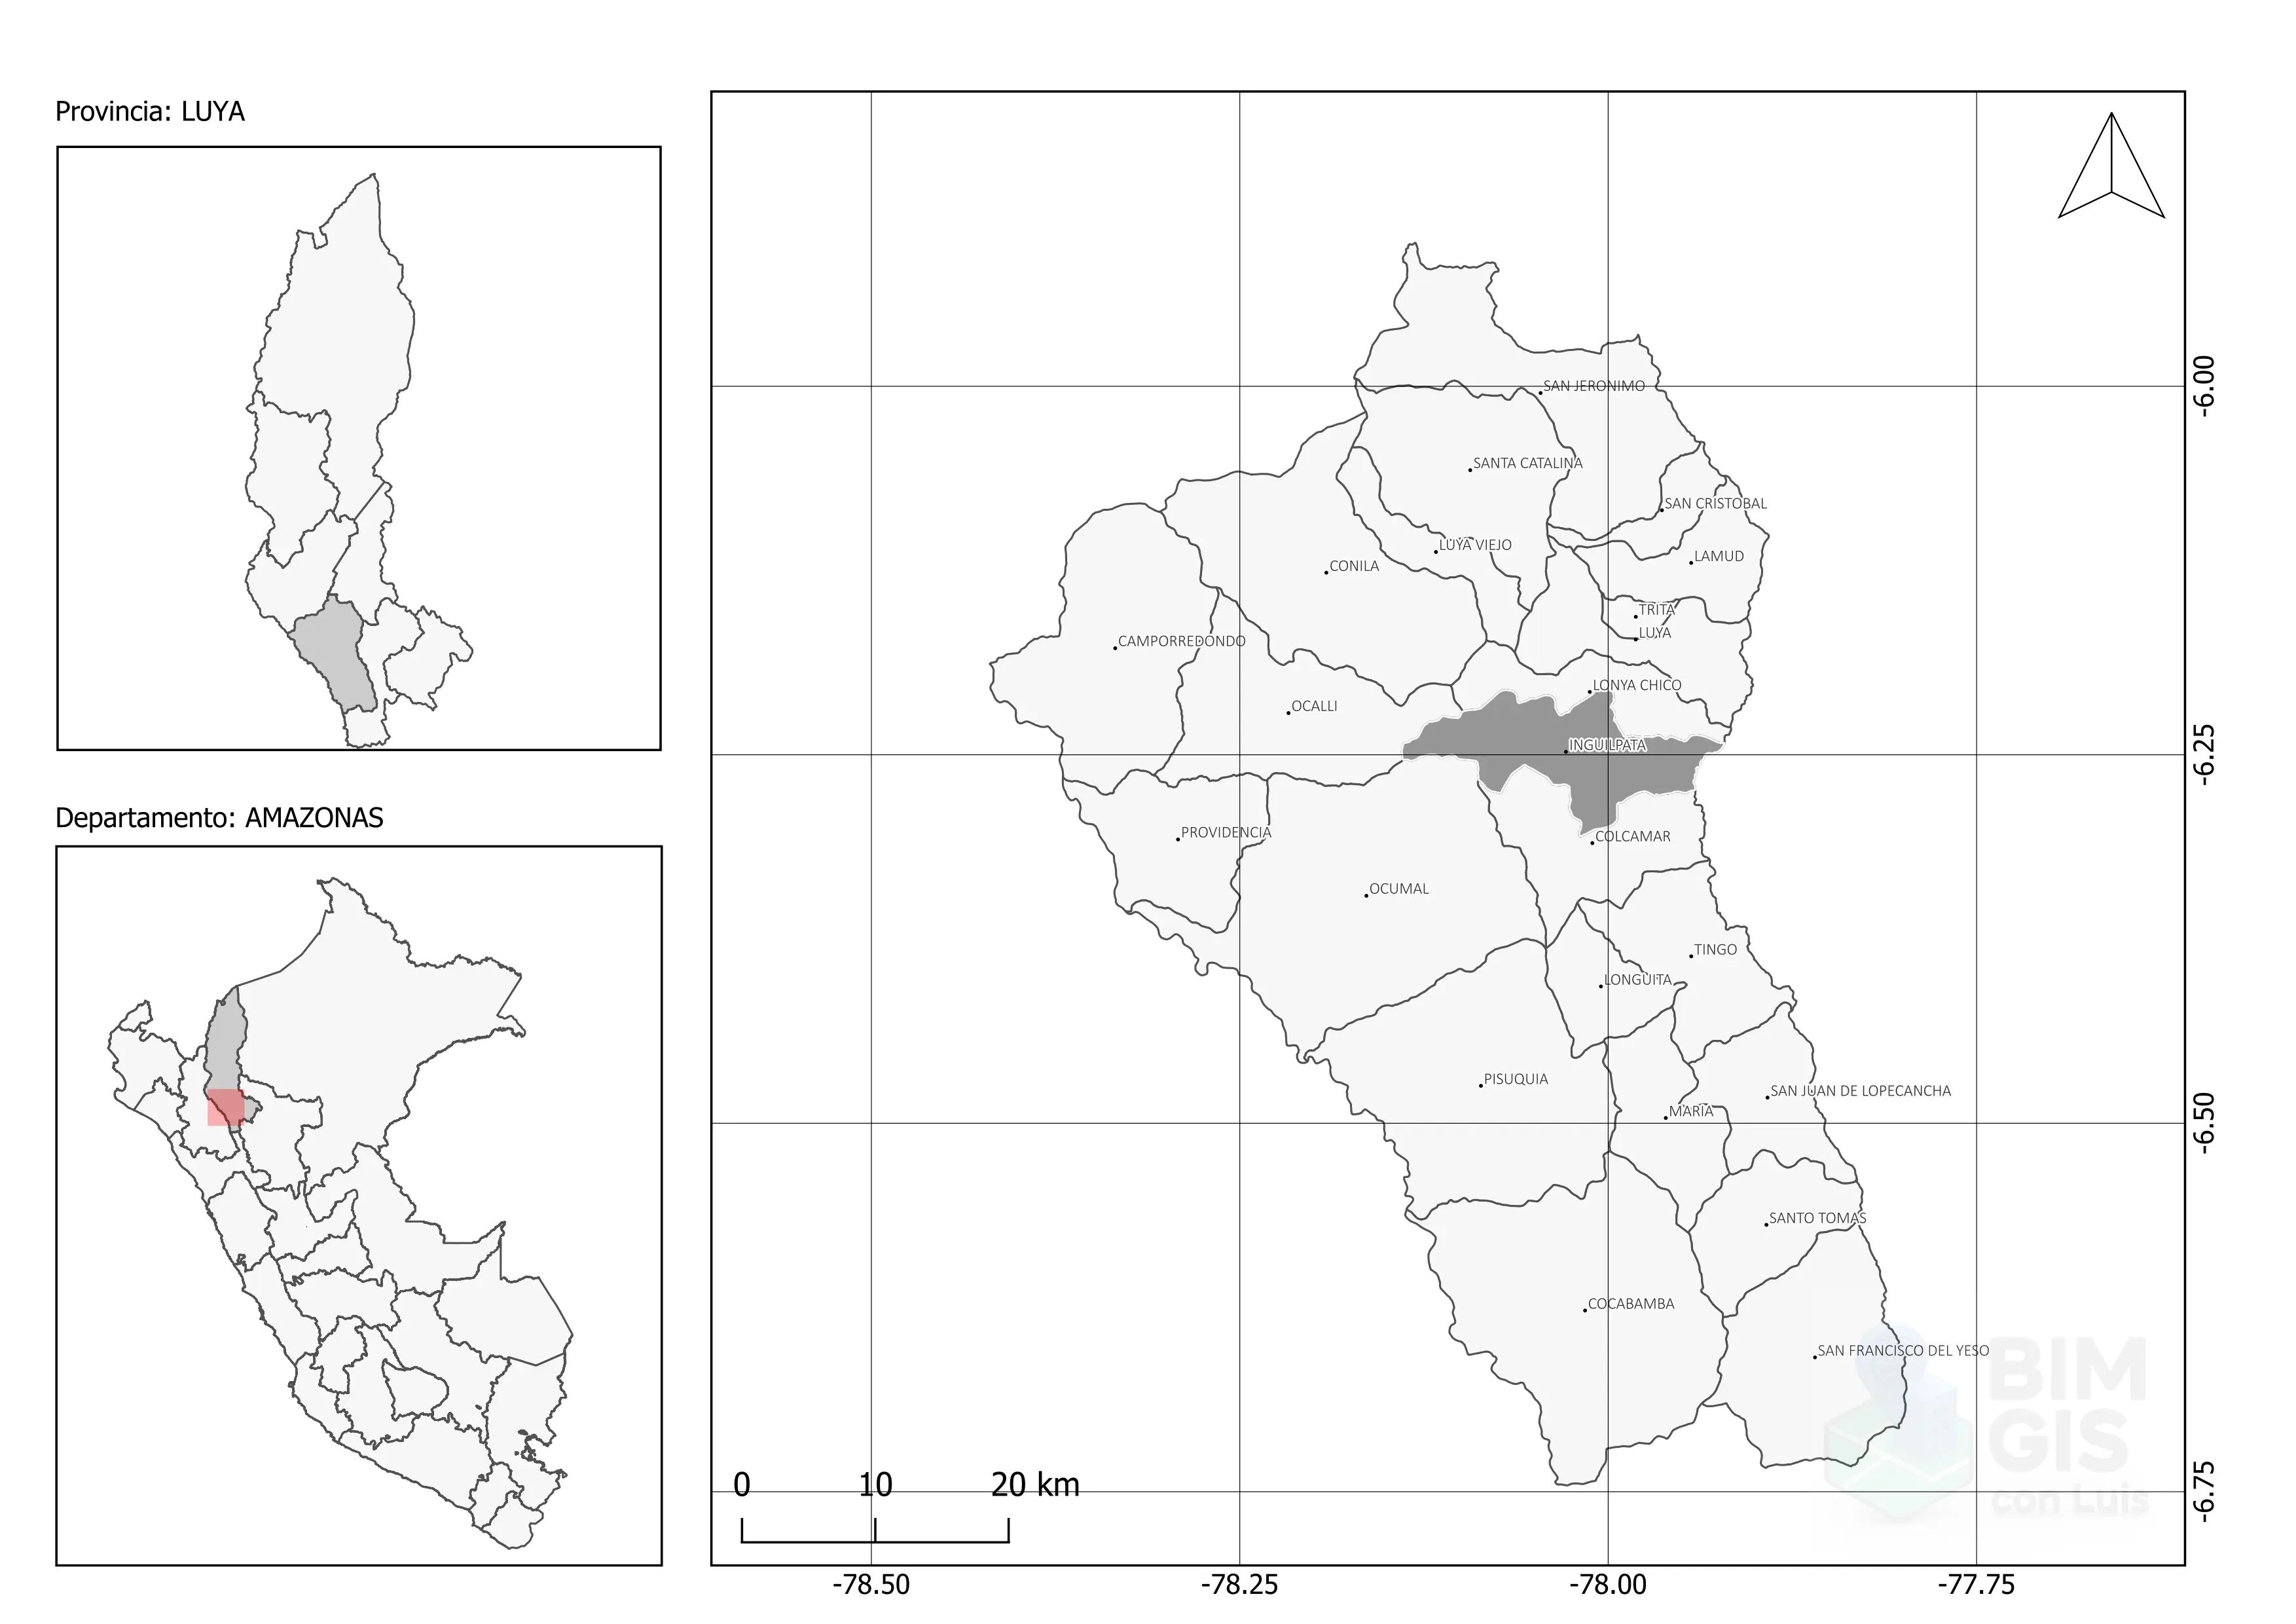 Provincia: LUYA
Departamento: AMAZONAS
SAN JERONIMO
SANTA CATALINA
SAN CRISTOBAL
LUYA VIEJO
LAMUD
CONILA
TRITA
LUYA
CAMPORREDONDO
LONYA CHICO
OCALLI
INGUILPATA
PROVIDENCIA
COLCAMAR
OCUMAL
TINGO
LONGUITA
PISUQUIA
SAN JUAN DE LOPECANCHA
MARIA
SANTO TOMAS
COCABAMBA
SAN FRANCISCO DEL YESO
BIM
GIS
con Luis
0 10 20 km
-6.00
-6.25
-6.50
-6.75
-78.50 -78.25 -78.00 -77.75